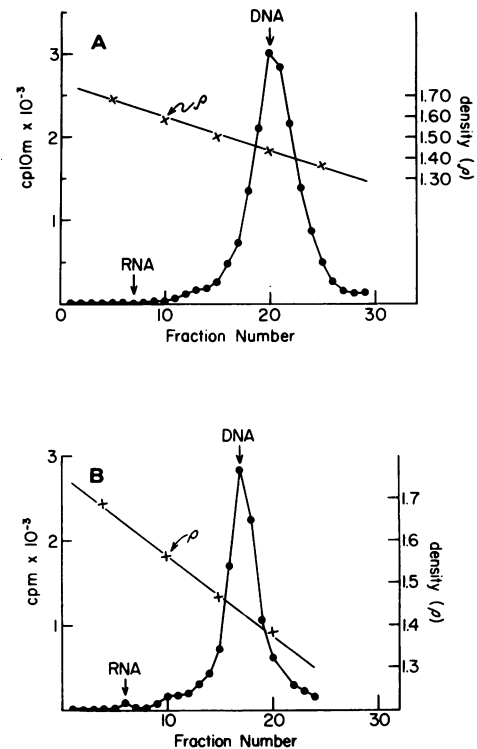 A
DNA
3
2
1
cp10m x 10⁻³
ρ
RNA
1.70
1.60
1.50
1.40
1.30
density (ρ)
0
10
20
30
Fraction Number
B
DNA
3
2
1
cpm x 10⁻³
ρ
RNA
1.7
1.6
1.5
1.4
1.3
density (ρ)
10
20
30
Fraction Number